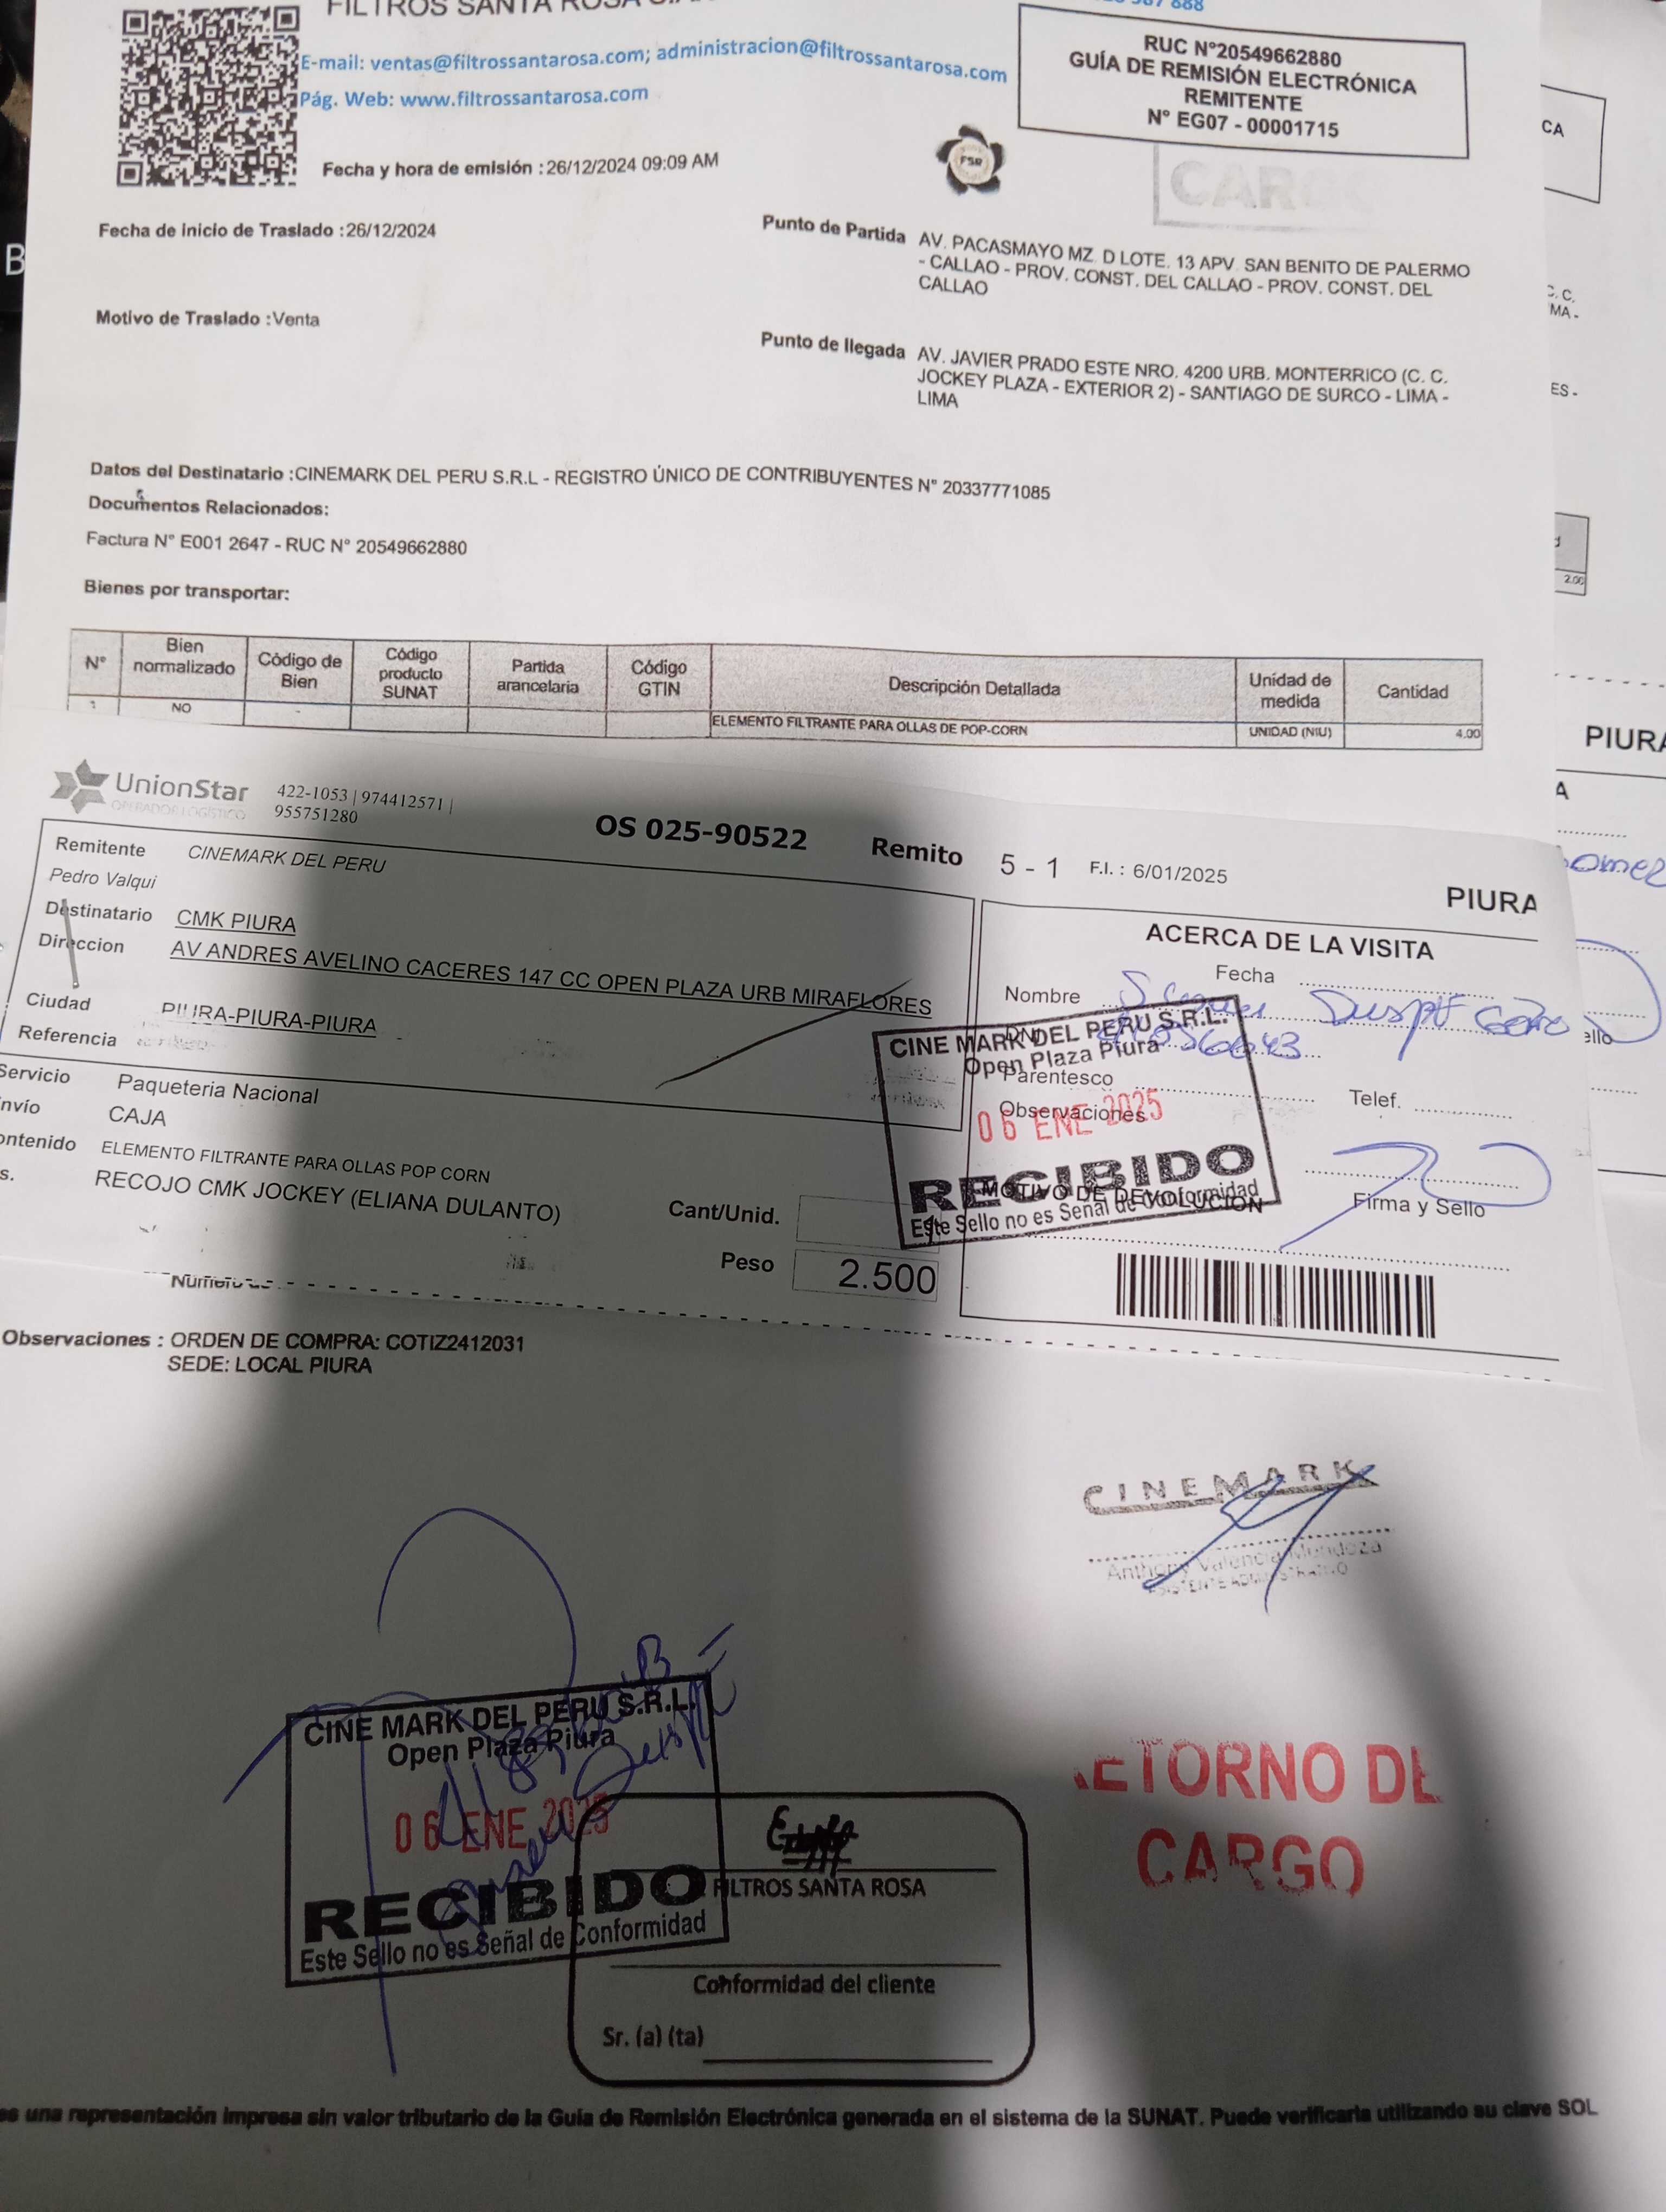 FILTROS SANTA ROSA
E-mail: ventas@filtrossantarosa.com; administracion@filtrossantarosa.com
Pág. Web: www.filtrossantarosa.com
RUC N°20549662880
GUÍA DE REMISIÓN ELECTRÓNICA
REMITENTE
N° EG07 - 00001715
Fecha y hora de emisión : 26/12/2024 09:09 AM
FSR
Fecha de inicio de Traslado : 26/12/2024
Punto de Partida AV. PACASMAYO MZ. D LOTE. 13 APV. SAN BENITO DE PALERMO
- CALLAO - PROV. CONST. DEL CALLAO - PROV. CONST. DEL
CALLAO
Motivo de Traslado : Venta
Punto de llegada AV. JAVIER PRADO ESTE NRO. 4200 URB. MONTERRICO (C. C.
JOCKEY PLAZA - EXTERIOR 2) - SANTIAGO DE SURCO - LIMA -
LIMA
Datos del Destinatario : CINEMARK DEL PERU S.R.L - REGISTRO ÚNICO DE CONTRIBUYENTES N° 20337771085
Documentos Relacionados:
Factura N° E001 2647 - RUC N° 20549662880
Bienes por transportar:
N° Bien normalizado Código de Bien Código producto SUNAT Partida arancelaria Código GTIN Descripción Detallada Unidad de medida Cantidad
1 NO - ELEMENTO FILTRANTE PARA OLLAS DE POP-CORN UNIDAD (NIU) 4.00
UnionStar
OPERADOR LOGISTICO
422-1053 | 974412571 |
955751280
OS 025-90522 Remito 5 - 1 F.I. : 6/01/2025
PIURA
Remitente CINEMARK DEL PERU
Pedro Valqui
Destinatario CMK PIURA
Direccion AV ANDRES AVELINO CACERES 147 CC OPEN PLAZA URB MIRAFLORES
Ciudad PIURA-PIURA-PIURA
Referencia
Servicio Paqueteria Nacional
Envio CAJA
Contenido ELEMENTO FILTRANTE PARA OLLAS POP CORN
RECOJO CMK JOCKEY (ELIANA DULANTO)
Cant/Unid.
Peso 2.500
ACERCA DE LA VISITA
Fecha
Nombre
DNI
Parentesco
Telef.
Observaciones
MOTIVO DE DEVOLUCION
Firma y Sello
CINE MARK DEL PERU S.R.L.
Open Plaza Piura
06 ENE 2025
RECIBIDO
Este Sello no es Señal de Conformidad
Observaciones : ORDEN DE COMPRA: COTIZ2412031
SEDE: LOCAL PIURA
CINEMARK
Anthony Valencia Mendoza
CINE MARK DEL PERU S.R.L.
Open Plaza Piura
06 ENE 2025
RECIBIDO
Este Sello no es Señal de Conformidad
FILTROS SANTA ROSA
Conformidad del cliente
Sr. (a) (ta)
RETORNO DE
CARGO
es una representación impresa sin valor tributario de la Guía de Remisión Electrónica generada en el sistema de la SUNAT. Puede verificarla utilizando su clave SOL